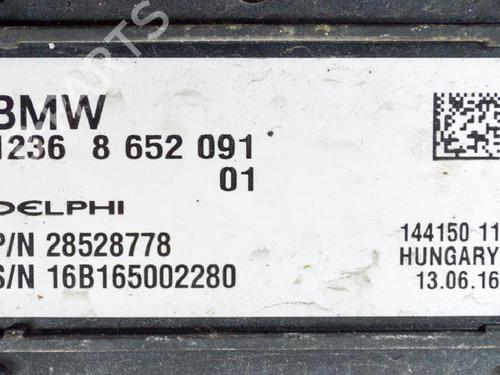 BMW
1236 8 652 091
01
DELPHI
P/N 28528778
S/N 16B165002280
144150 11
HUNGARY
13.06.16